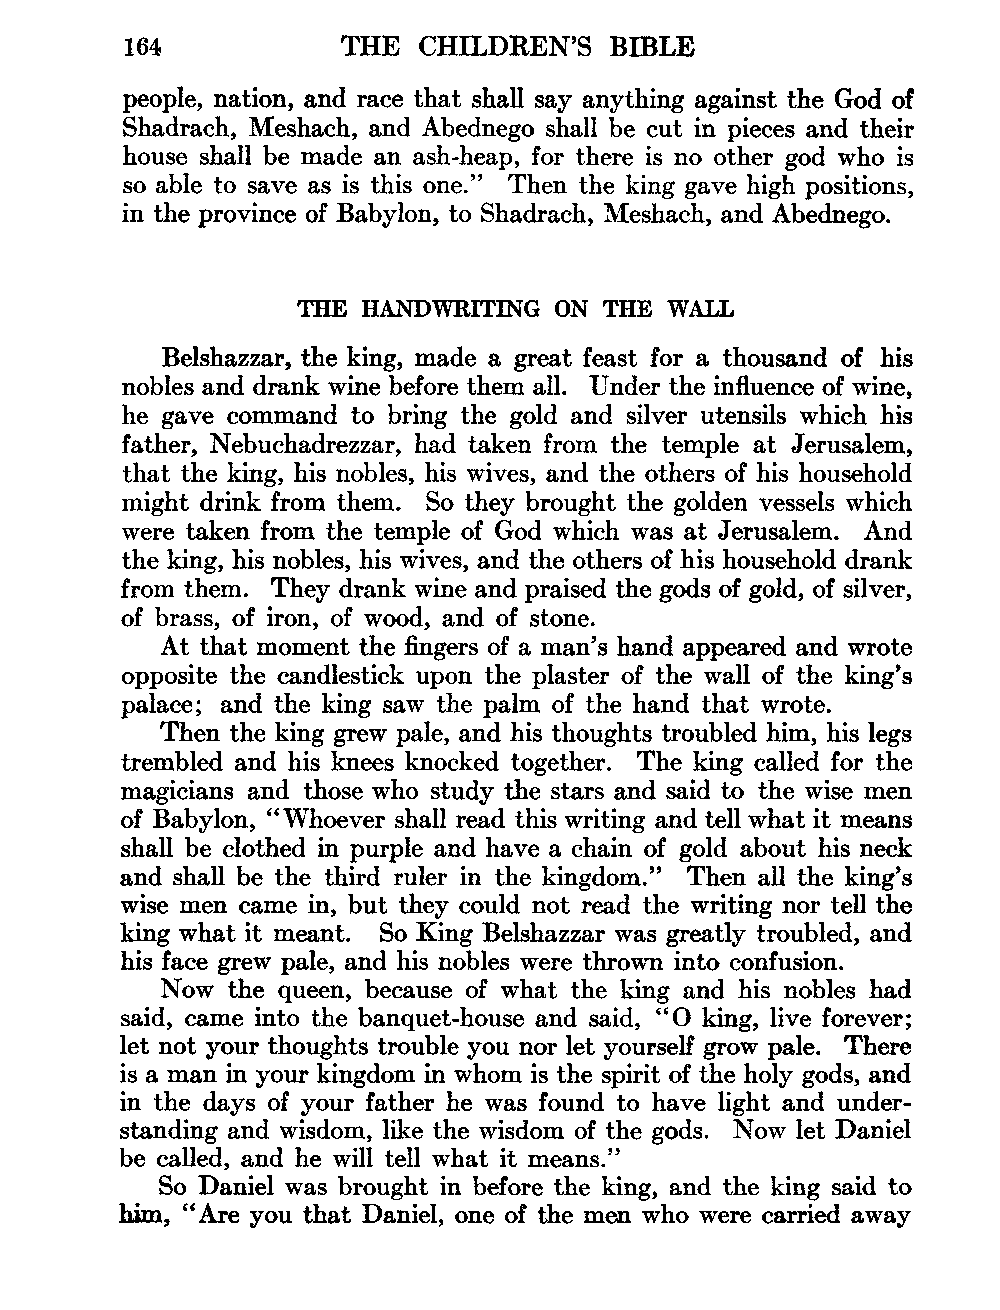 164 THE CHILDREN'S BIBLE
people, nation, and race that shall say anything against the God of
Shadrach, Meshach, and Abednego shall be cut in pieces and their
house shall be made an ash-heap, for there is no other god who is
so able to save as is this one.” Then the king gave high positions,
in the province of Babylon, to Shadrach, Meshach, and Abednego.
THE HANDWRITING ON THE WALL
Belshazzar, the king, made a great feast for a thousand of his
nobles and drank wine before them all. Under the influence of wine,
he gave command to bring the gold and silver utensils which his
father, Nebuchadrezzar, had taken from the temple at Jerusalem,
that the king, his nobles, his wives, and the others of his household
might drink from them. So they brought the golden vessels which
were taken from the temple of God which was at Jerusalem. And
the king, his nobles, his wives, and the others of his household drank
from them. They drank wine and praised the gods of gold, of silver,
of brass, of iron, of wood, and of stone.
At that moment the fingers of a man's hand appeared and wrote
opposite the candlestick upon the plaster of the wall of the king's
palace; and the king saw the palm of the hand that wrote.
Then the king grew pale, and his thoughts troubled him, his legs
trembled and his knees knocked together. The king called for the
magicians and those who study the stars and said to the wise men
of Babylon, “Whoever shall read this writing and tell what it means
shall be clothed in purple and have a chain of gold about his neck
and shall be the third ruler in the kingdom.” Then all the king's
wise men came in, but they could not read the writing nor tell the
king what it meant. So King Belshazzar was greatly troubled, and
his face grew pale, and his nobles were thrown into confusion.
Now the queen, because of what the king and his nobles had
said, came into the banquet-house and said, “O king, live forever;
let not your thoughts trouble you nor let yourself grow pale. There
is a man in your kingdom in whom is the spirit of the holy gods, and
in the days of your father he was found to have light and under-
standing and wisdom, like the wisdom of the gods. Now let Daniel
be called, and he will tell what it means.”
So Daniel was brought in before the king, and the king said to
him, “Are you that Daniel, one of the men who were carried away